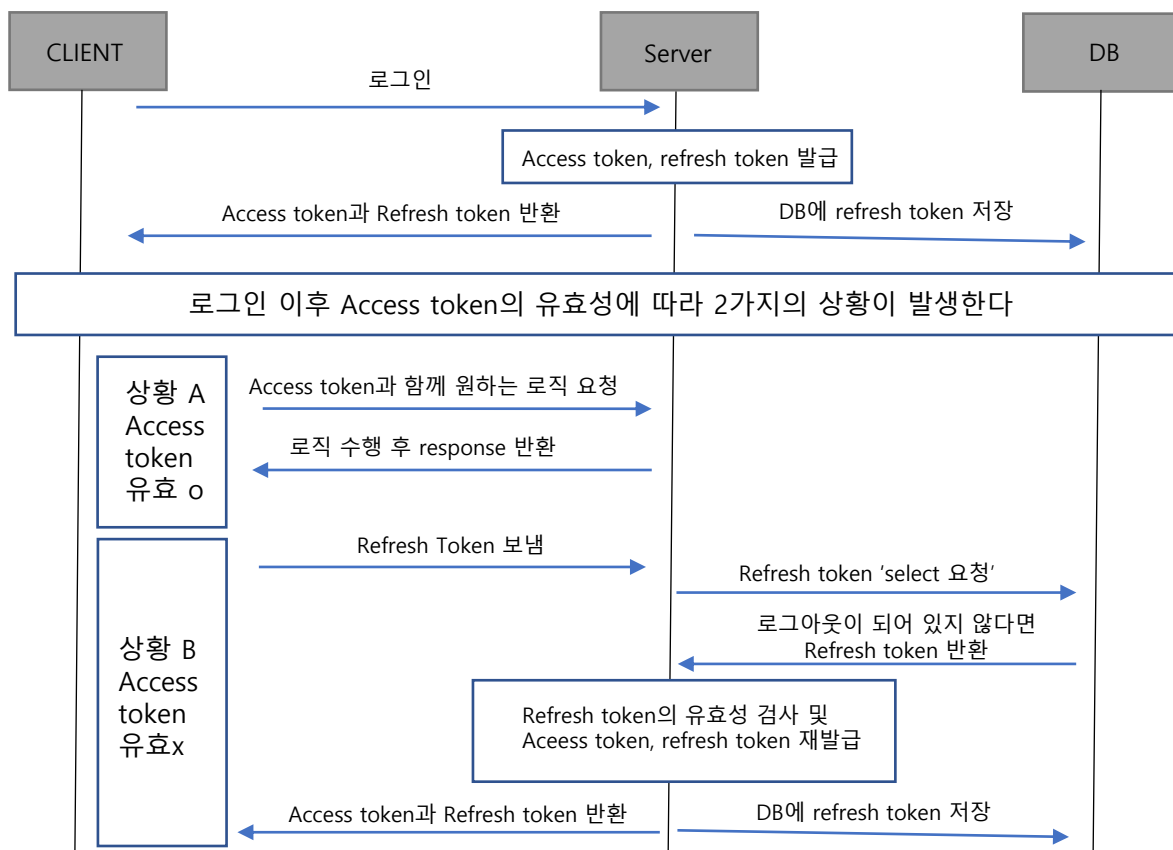 CLIENT
Server
DB
로그인
Access token, refresh token 발급
Access token과 Refresh token 반환
DB에 refresh token 저장
로그인 이후 Access token의 유효성에 따라 2가지의 상황이 발생한다
상황 A
Access
token
유효 o
Access token과 함께 원하는 로직 요청
로직 수행 후 response 반환
상황 B
Access
token
유효x
Refresh Token 보냄
Refresh token ‘select 요청’
로그아웃이 되어 있지 않다면
Refresh token 반환
Refresh token의 유효성 검사 및
Aceess token, refresh token 재발급
Access token과 Refresh token 반환
DB에 refresh token 저장